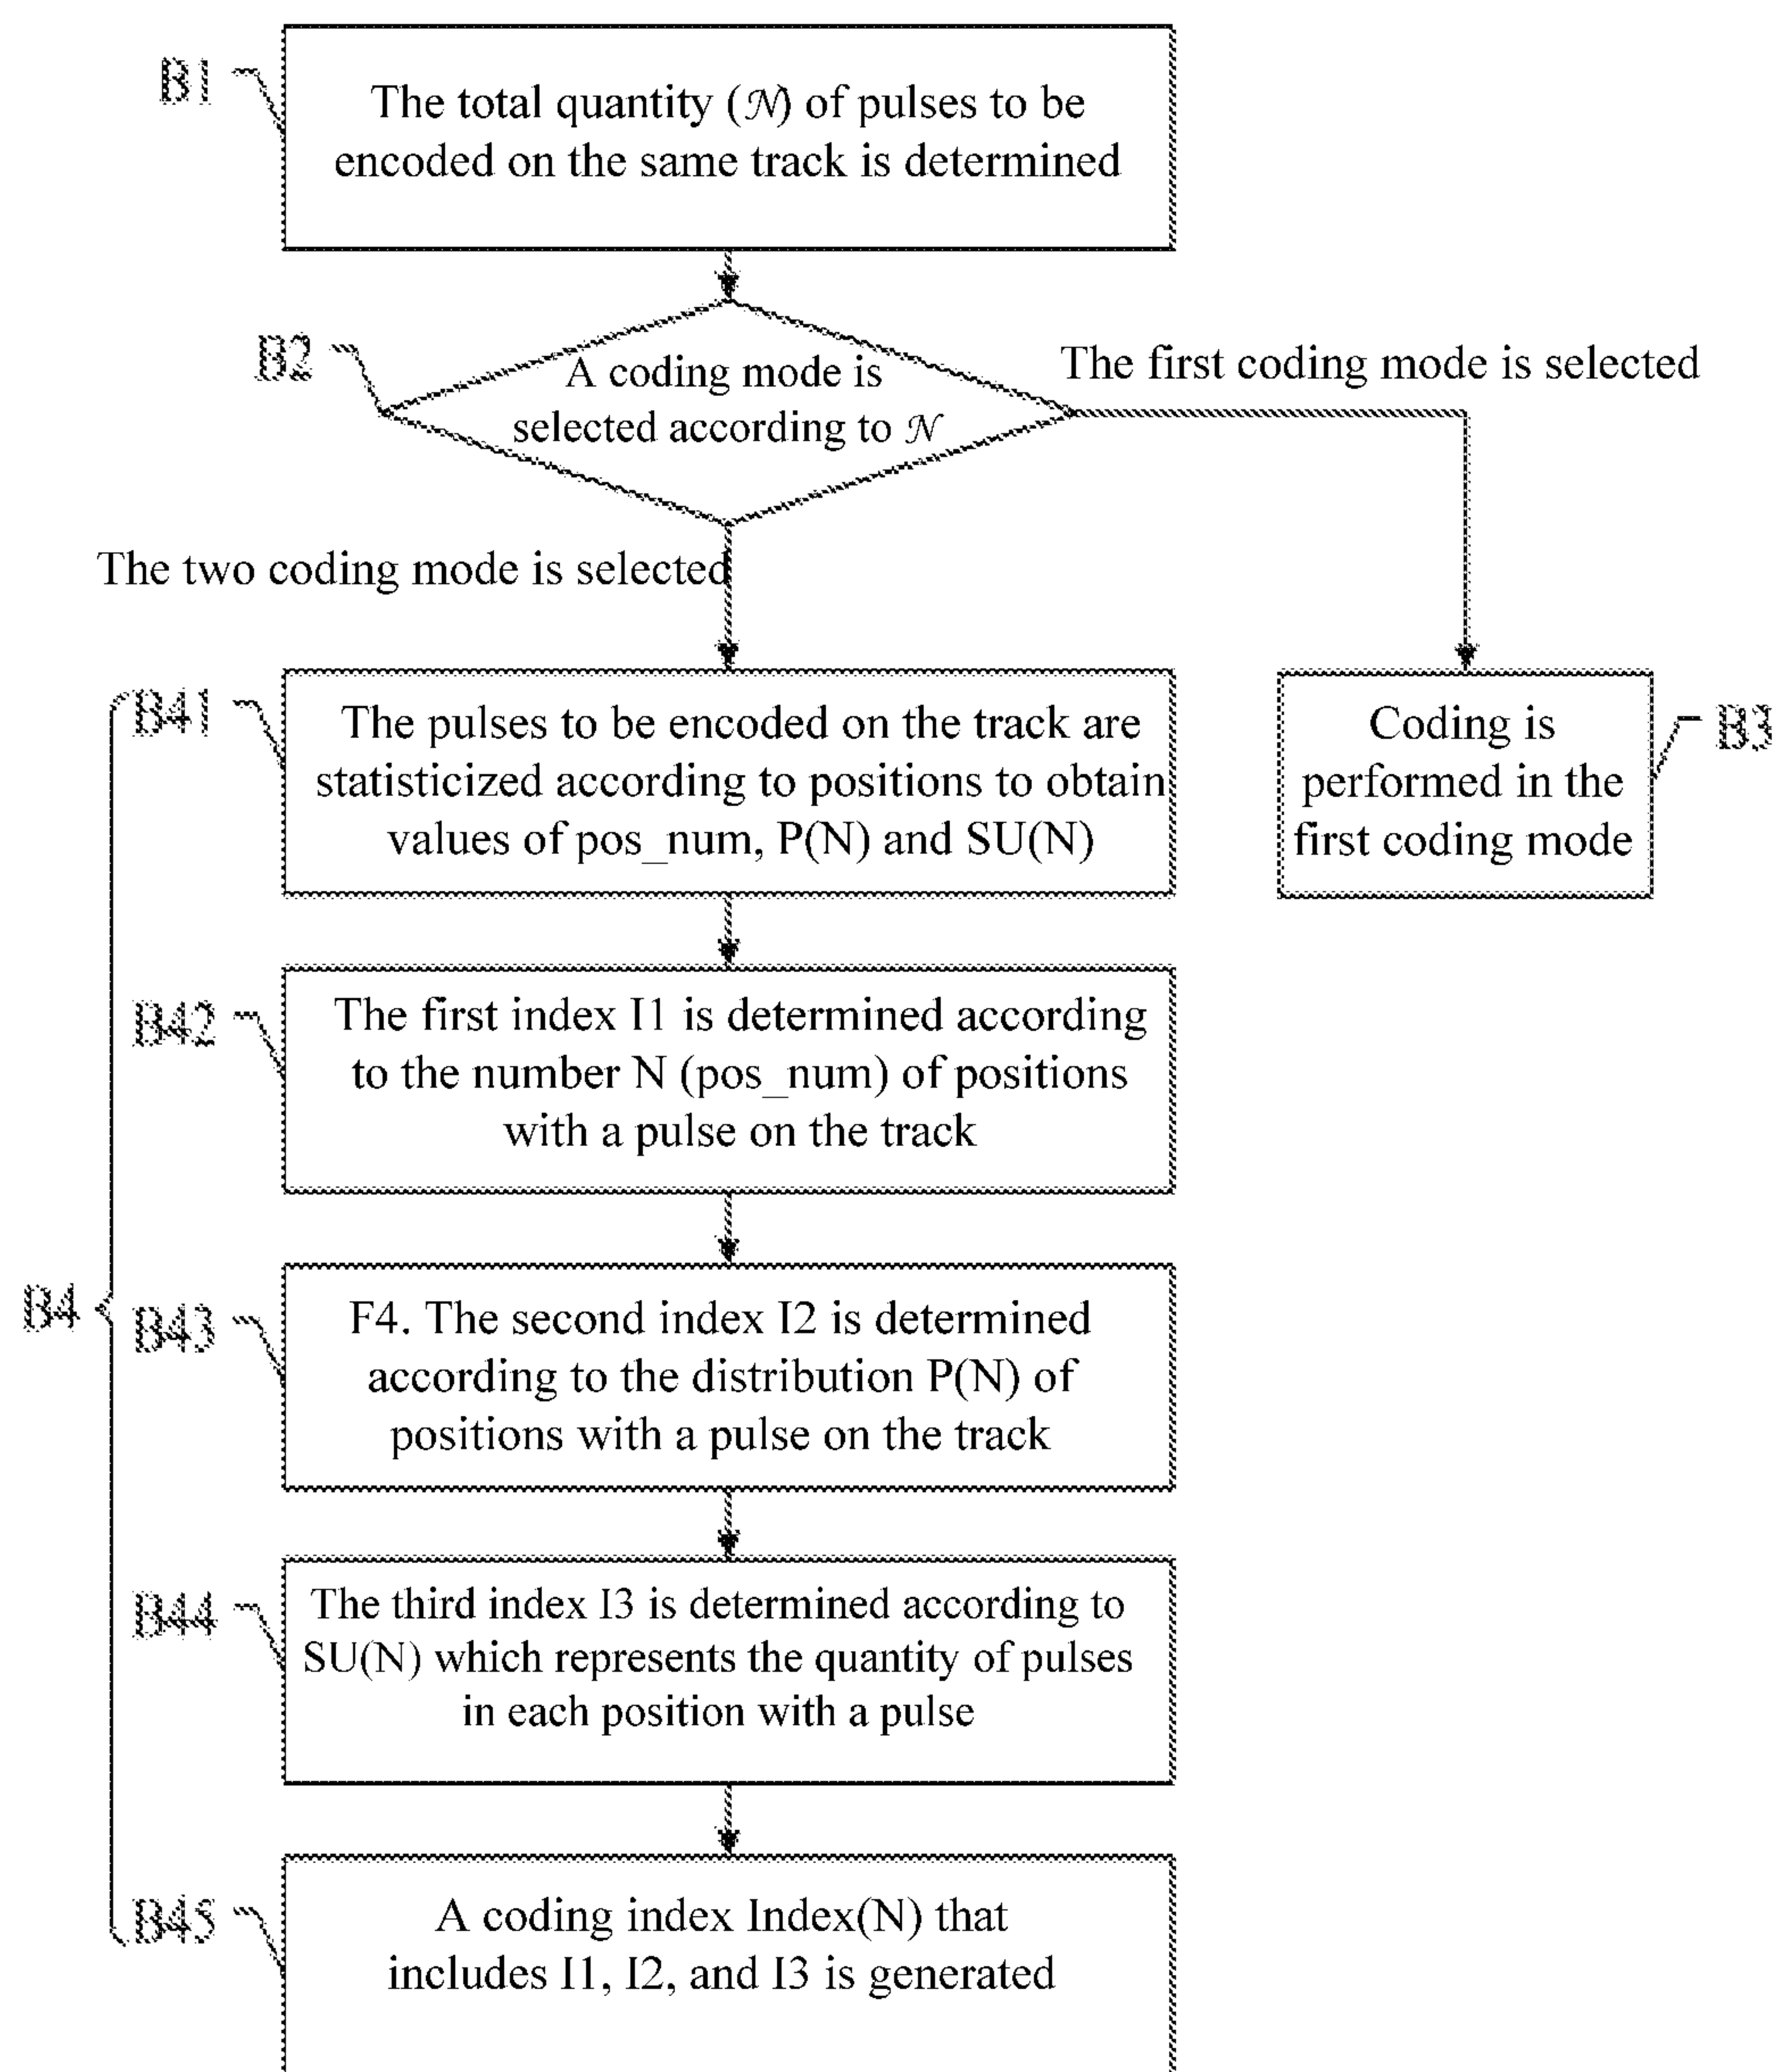 B1
The total quantity (𝒩) of pulses to be
encoded on the same track is determined
B2
A coding mode is
selected according to 𝒩
The first coding mode is selected
The two coding mode is selected
B41
The pulses to be encoded on the track are
statisticized according to positions to obtain
values of pos_num, P(N) and SU(N)
Coding is
performed in the
first coding mode
B3
B42
The first index I1 is determined according
to the number N (pos_num) of positions
with a pulse on the track
B4
B43
F4. The second index I2 is determined
according to the distribution P(N) of
positions with a pulse on the track
B44
The third index I3 is determined according to
SU(N) which represents the quantity of pulses
in each position with a pulse
B45
A coding index Index(N) that
includes I1, I2, and I3 is generated